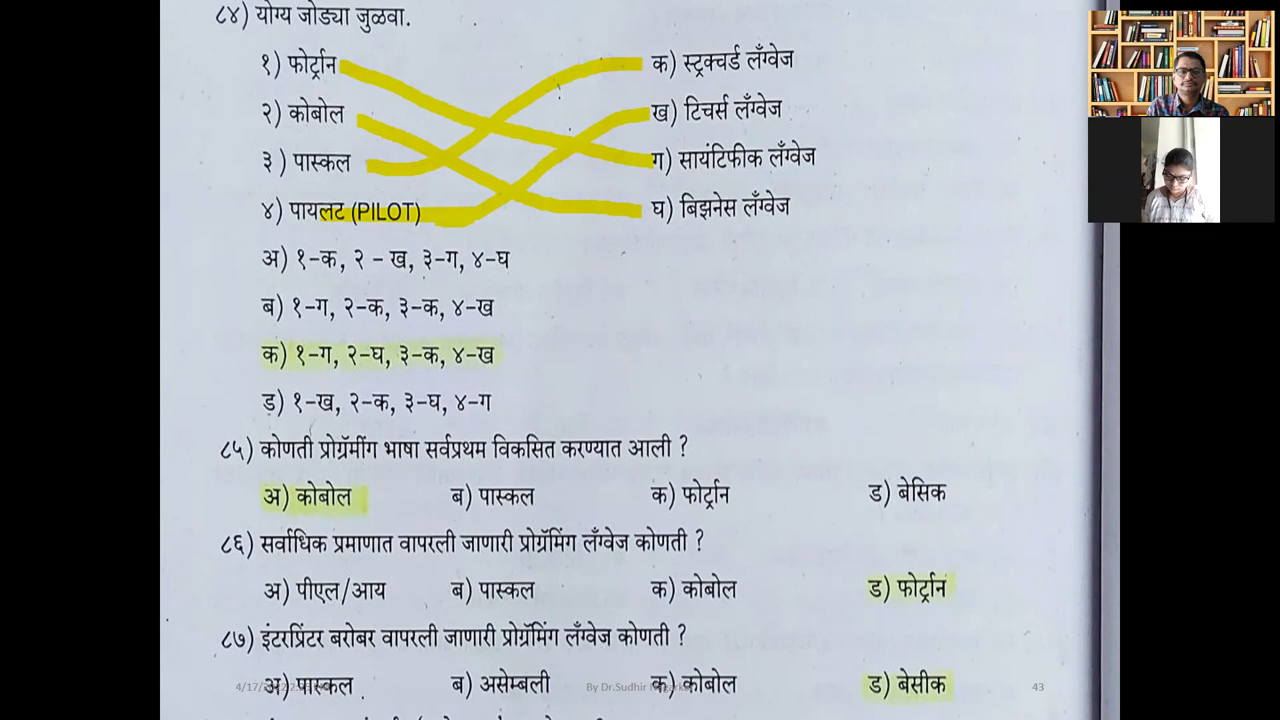 ८४) योग्य जोड्या जुळवा.
१) फोर्ट्रान क) स्ट्रक्चर्ड लँग्वेज
२) कोबोल ख) टिचर्स लँग्वेज
३ ) पास्कल ग) सायंटिफीक लँग्वेज
४) पायलट (PILOT) घ) बिझनेस लँग्वेज
अ) १-क, २ - ख, ३-ग, ४-घ
ब) १-ग, २-क, ३-क, ४-ख
क) १-ग, २-घ, ३-क, ४-ख
ड) १-ख, २-क, ३-घ, ४-ग
८५) कोणती प्रोग्रॅमींग भाषा सर्वप्रथम विकसित करण्यात आली ?
अ) कोबोल ब) पास्कल क) फोर्ट्रान ड) बेसिक
८६) सर्वाधिक प्रमाणात वापरली जाणारी प्रोग्रॅमिंग लँग्वेज कोणती ?
अ) पीएल/आय ब) पास्कल क) कोबोल ड) फोर्ट्रान
८७) इंटरप्रिंटर बरोबर वापरली जाणारी प्रोग्रॅमिंग लँग्वेज कोणती ?
अ) पास्कल ब) असेम्बली क) कोबोल ड) बेसीक
By Dr.Sudhir 43